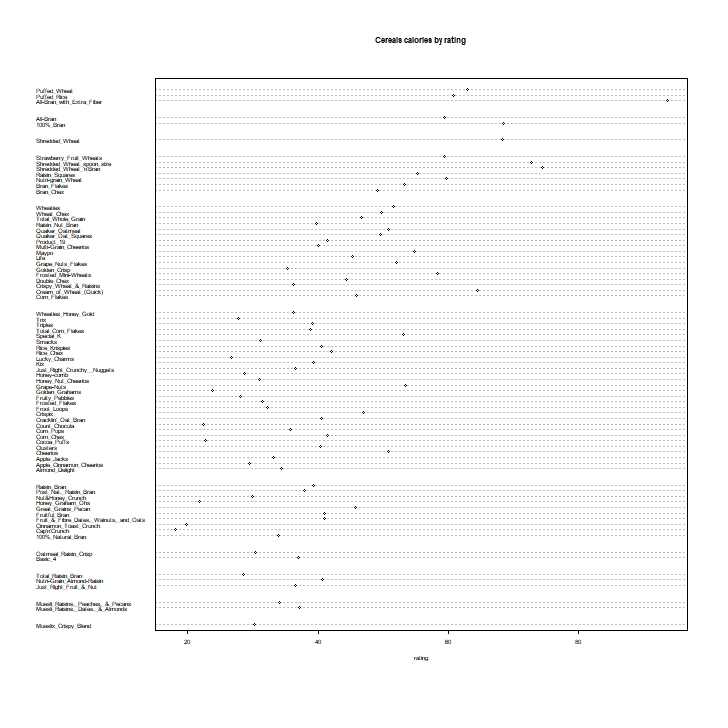 Cereals calories by rating
Puffed_Wheat
Puffed_Rice
All-Bran_with_Extra_Fiber
All-Bran
100%_Bran
Shredded_Wheat
Strawberry_Fruit_Wheats
Shredded_Wheat_spoon_size
Shredded_Wheat_'n'Bran
Raisin_Squares
Nutri-grain_Wheat
Bran_Flakes
Bran_Chex
Wheaties
Wheat_Chex
Total_Whole_Grain
Raisin_Nut_Bran
Quaker_Oatmeal
Quaker_Oat_Squares
Product_19
Multi-Grain_Cheerios
Maypo
Life
Grape_Nuts_Flakes
Golden_Crisp
Frosted_Mini-Wheats
Double_Chex
Crispy_Wheat_&_Raisins
Cream_of_Wheat_(Quick)
Corn_Flakes
Wheaties_Honey_Gold
Trix
Triples
Total_Corn_Flakes
Special_K
Smacks
Rice_Krispies
Rice_Chex
Lucky_Charms
Kix
Just_Right_Crunchy__Nuggets
Honey-comb
Honey_Nut_Cheerios
Grape-Nuts
Golden_Grahams
Fruity_Pebbles
Frosted_Flakes
Froot_Loops
Crispix
Cracklin'_Oat_Bran
Count_Chocula
Corn_Pops
Corn_Chex
Cocoa_Puffs
Clusters
Cheerios
Apple_Jacks
Apple_Cinnamon_Cheerios
Almond_Delight
Raisin_Bran
Post_Nat._Raisin_Bran
Nut&Honey_Crunch
Honey_Graham_Ohs
Great_Grains_Pecan
Fruitful_Bran
Fruit_&_Fibre_Dates,_Walnuts,_and_Oats
Cinnamon_Toast_Crunch
Cap'n'Crunch
100%_Natural_Bran
Oatmeal_Raisin_Crisp
Basic_4
Total_Raisin_Bran
Nutri-Grain_Almond-Raisin
Just_Right_Fruit_&_Nut
Muesli_Raisins,_Peaches,_&_Pecans
Muesli_Raisins,_Dates,_&_Almonds
Mueslix_Crispy_Blend
20 40 60 80
rating